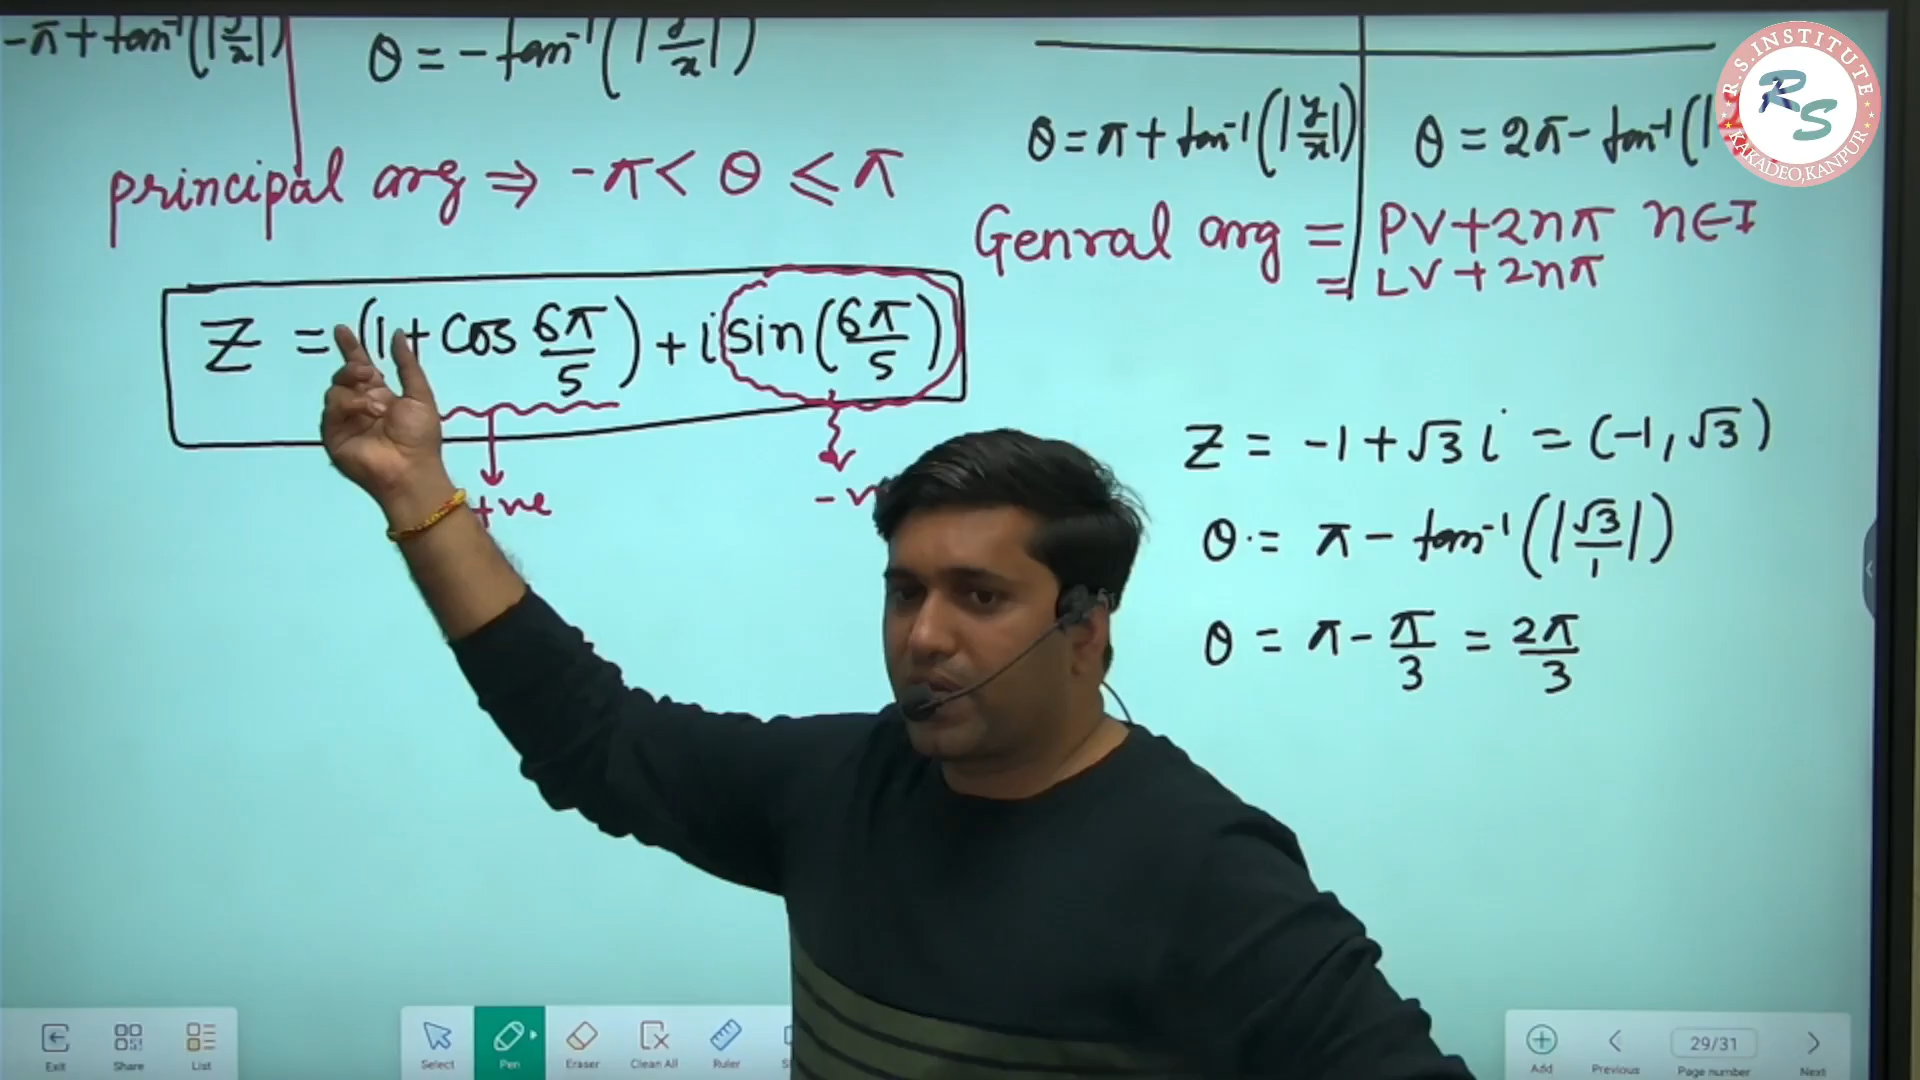 -π + tan⁻¹(|y/x|)
θ = - tan⁻¹(|y/x|)
principal arg ⇒ -π < θ ≤ π
Z = (1 + cos 6π/5) + i sin(6π/5)
+ve
θ = π + tan⁻¹(|y/x|)
θ = 2π - tan⁻¹(|
Genral arg = PV + 2nπ n∈I
= LV + 2nπ
Z = -1 + √3 i = (-1, √3)
θ = π - tan⁻¹(|√3/1|)
θ = π - π/3 = 2π/3
R.S.INSTITUTE
RS
KAKADEO,KANPUR
Exit
Share
List
Select
Pen
Eraser
Clean All
Ruler
Add
Previous
29/31
Page number
Next